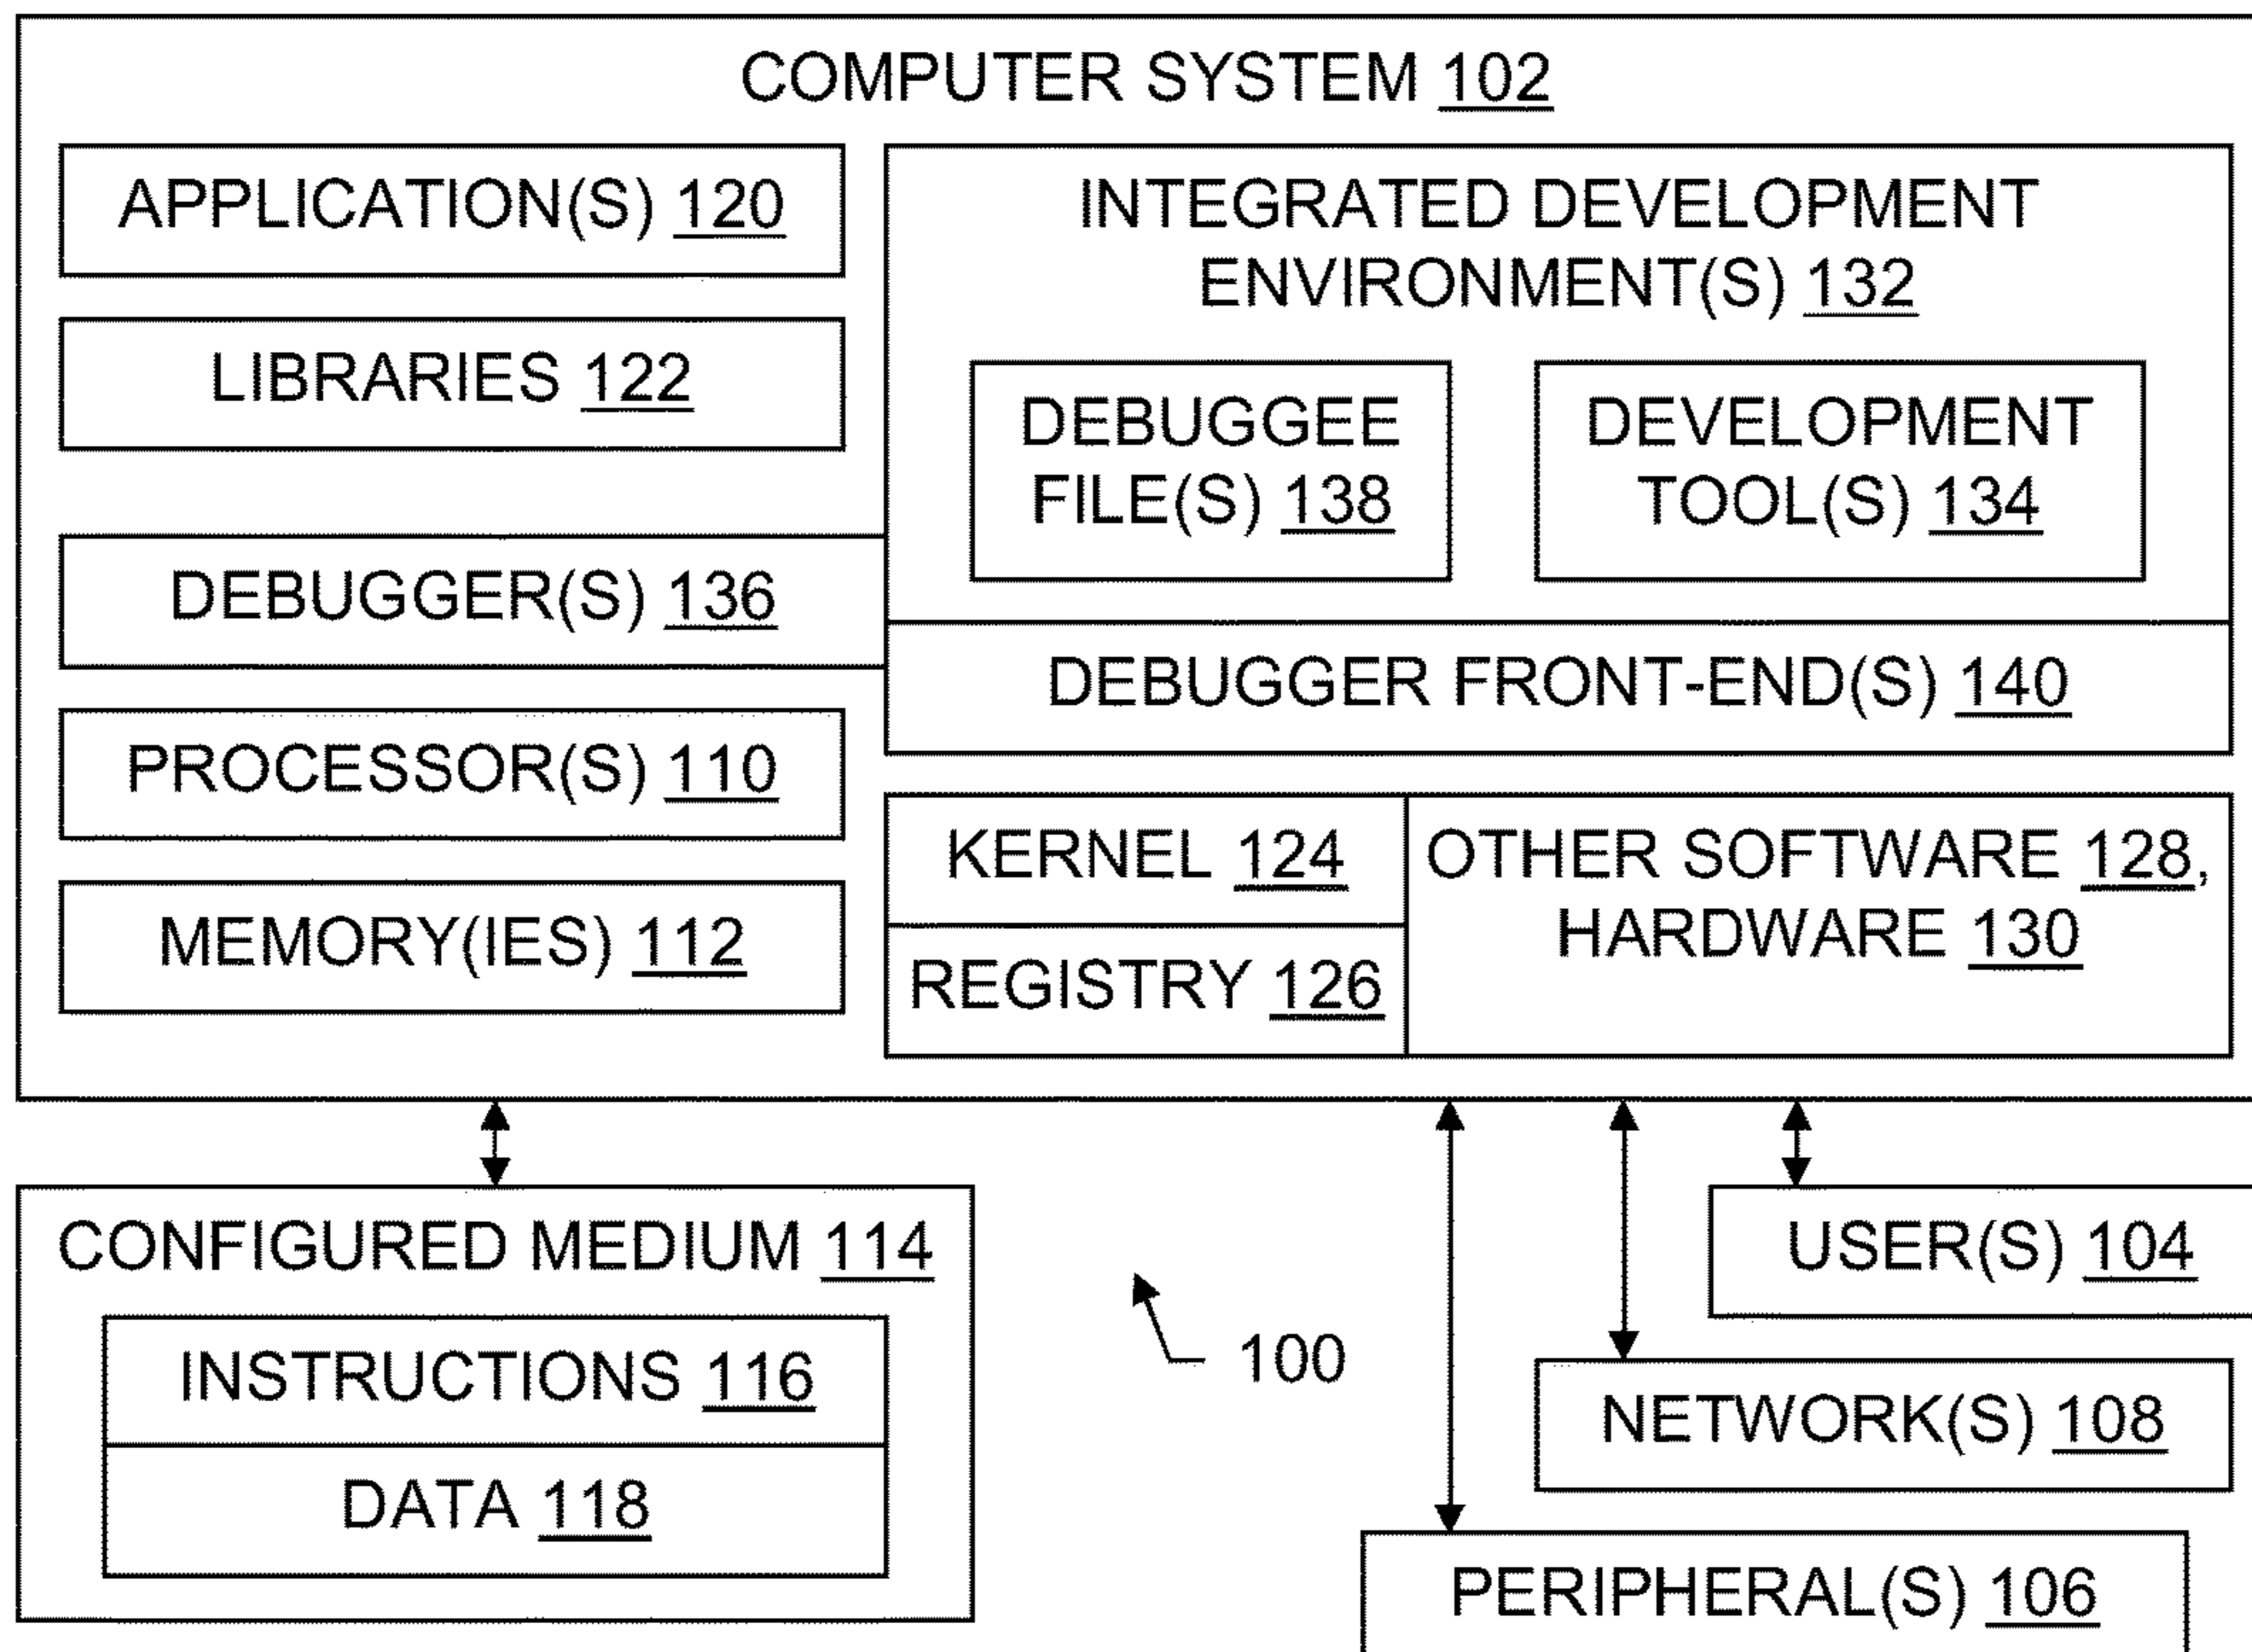 COMPUTER SYSTEM 102
APPLICATION(S) 120
LIBRARIES 122
DEBUGGER(S) 136
PROCESSOR(S) 110
MEMORY(IES) 112
INTEGRATED DEVELOPMENT
ENVIRONMENT(S) 132
DEBUGGEE
FILE(S) 138
DEVELOPMENT
TOOL(S) 134
DEBUGGER FRONT-END(S) 140
KERNEL 124
REGISTRY 126
OTHER SOFTWARE 128,
HARDWARE 130
CONFIGURED MEDIUM 114
INSTRUCTIONS 116
DATA 118
100
USER(S) 104
NETWORK(S) 108
PERIPHERAL(S) 106